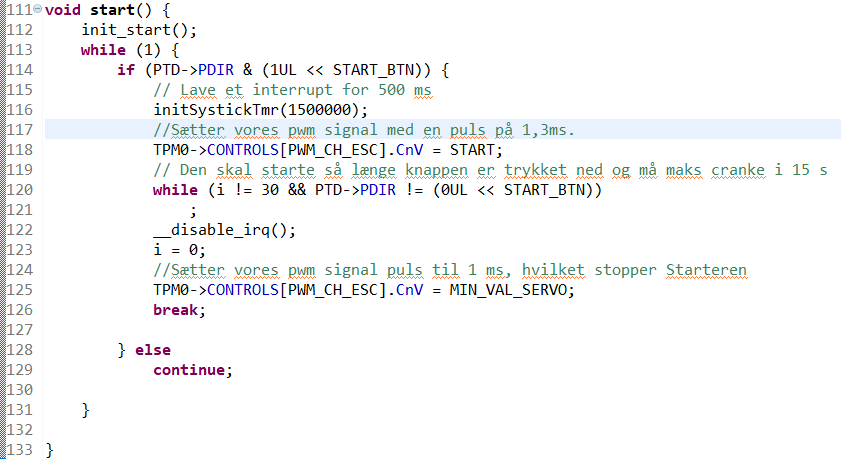 111 void start() {
112     init_start();
113     while (1) {
114         if (PTD->PDIR & (1UL << START_BTN)) {
115             // Lave et interrupt for 500 ms
116             initSystickTmr(1500000);
117             //Sætter vores pwm signal med en puls på 1,3ms.
118             TPM0->CONTROLS[PWM_CH_ESC].CnV = START;
119             // Den skal starte så længe knappen er trykket ned og må maks cranke i 15 s
120             while (i != 30 && PTD->PDIR != (0UL << START_BTN))
121                 ;
122             __disable_irq();
123             i = 0;
124             //Sætter vores pwm signal puls til 1 ms, hvilket stopper Starteren
125             TPM0->CONTROLS[PWM_CH_ESC].CnV = MIN_VAL_SERVO;
126             break;
127
128         } else
129             continue;
130
131     }
132
133 }